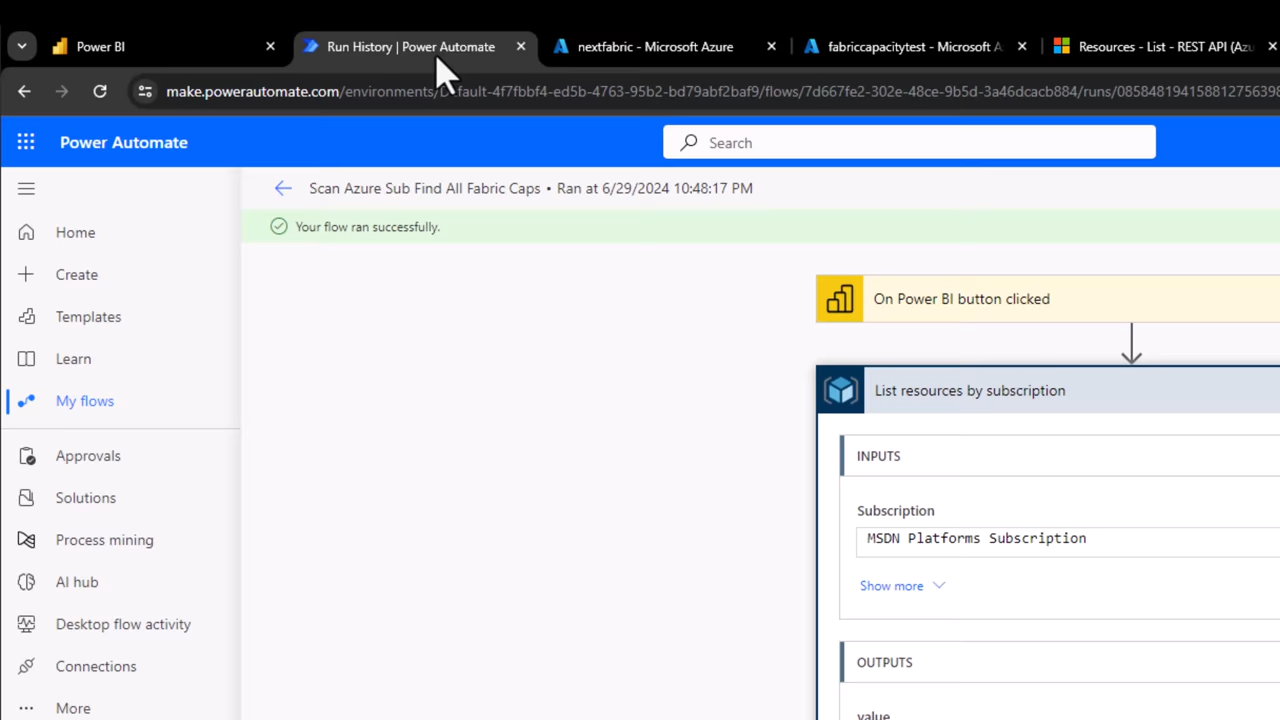 Power BI
Run History | Power Automate
nextfabric - Microsoft Azure
fabriccapacitytest - Microsoft A
Resources - List - REST API (Azu
make.powerautomate.com/environments/Default-4f7fbbf4-ed5b-4763-95b2-bd79abf2baf9/flows/7d667fe2-302e-48ce-9b5d-3a46dcacb884/runs/085848194158812756398
Power Automate
Search
Scan Azure Sub Find All Fabric Caps • Ran at 6/29/2024 10:48:17 PM
Your flow ran successfully.
Home
Create
Templates
Learn
My flows
Approvals
Solutions
Process mining
AI hub
Desktop flow activity
Connections
More
On Power BI button clicked
List resources by subscription
INPUTS
Subscription
MSDN Platforms Subscription
Show more
OUTPUTS
value